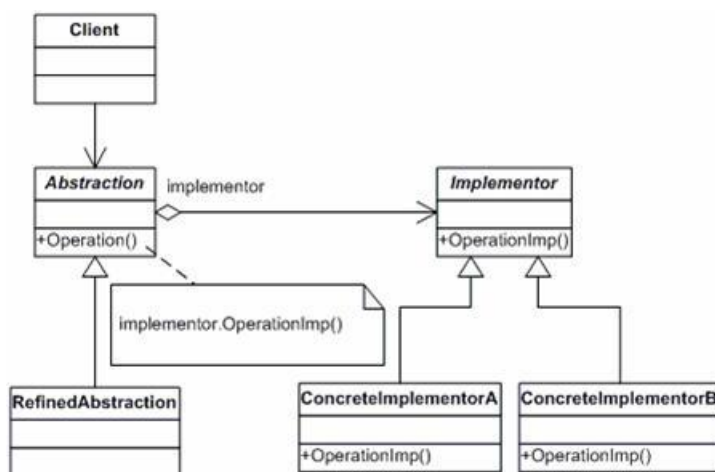 Client
Abstraction
implementor
Implementor
+Operation()
+OperationImp()
implementor.OperationImp()
RefinedAbstraction
ConcreteImplementorA
ConcreteImplementorB
+OperationImp()
+OperationImp()